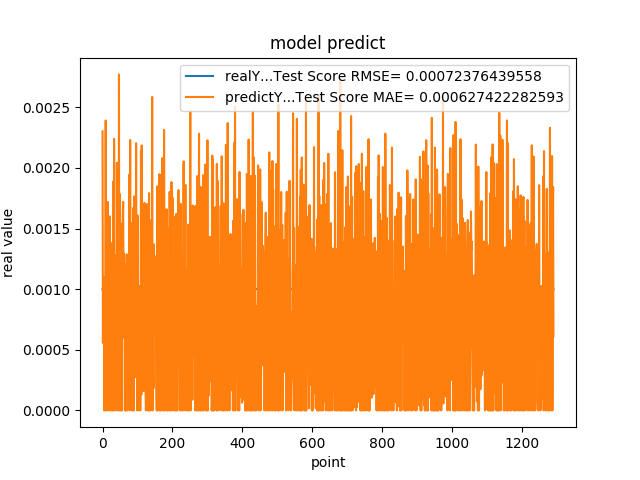 model predict
realY...Test Score RMSE= 0.00072376439558
predictY...Test Score MAE= 0.000627422282593
0.0025
0.0020
0.0015
0.0010
0.0005
0.0000
real value
0
200
400
600
800
1000
1200
point